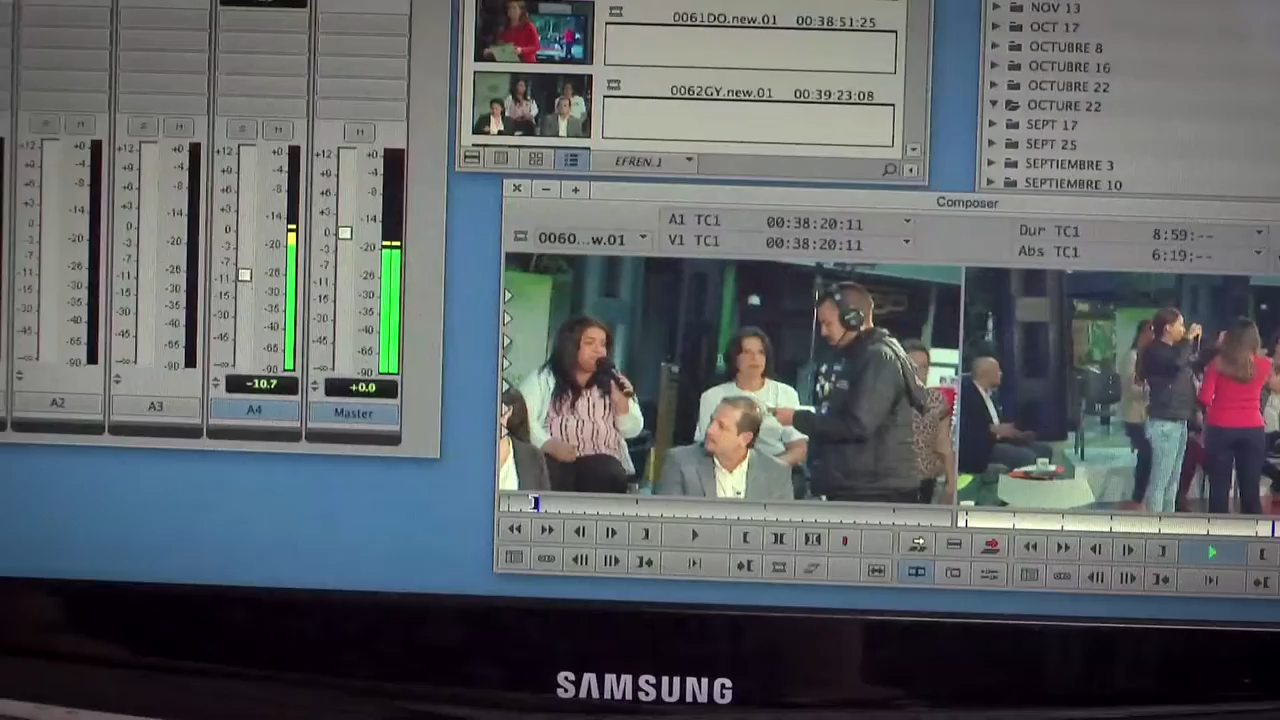 0061DO.new.01 00:38:51:25
0062GY.new.01 00:39:23:08
EFREN.1
NOV 13
OCT 17
OCTUBRE 8
OCTUBRE 16
OCTUBRE 22
OCTURE 22
SEPT 17
SEPT 25
SEPTIEMBRE 3
SEPTIEMBRE 10
Composer
0060...w.01
A1 TC1 00:38:20:11
V1 TC1 00:38:20:11
Dur TC1 8:59:--
Abs TC1 6:19:--
-10.7
+0.0
A2
A3
A4
Master
SAMSUNG